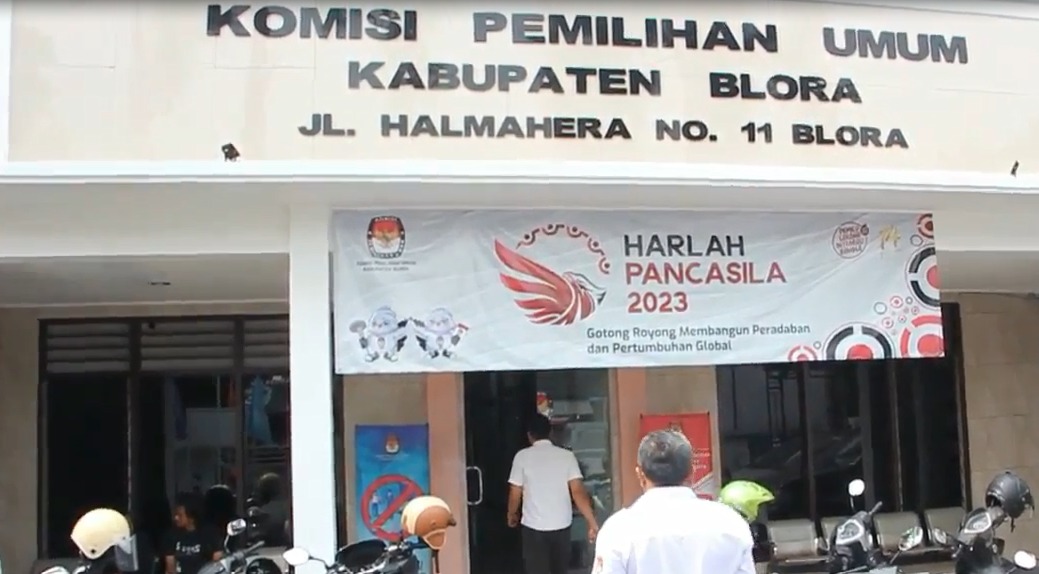 KOMISI PEMILIHAN UMUM
KABUPATEN BLORA
JL. HALMAHERA NO. 11 BLORA
HARLAH
PANCASILA
2023
Gotong Royong Membangun Peradaban
dan Pertumbuhan Global